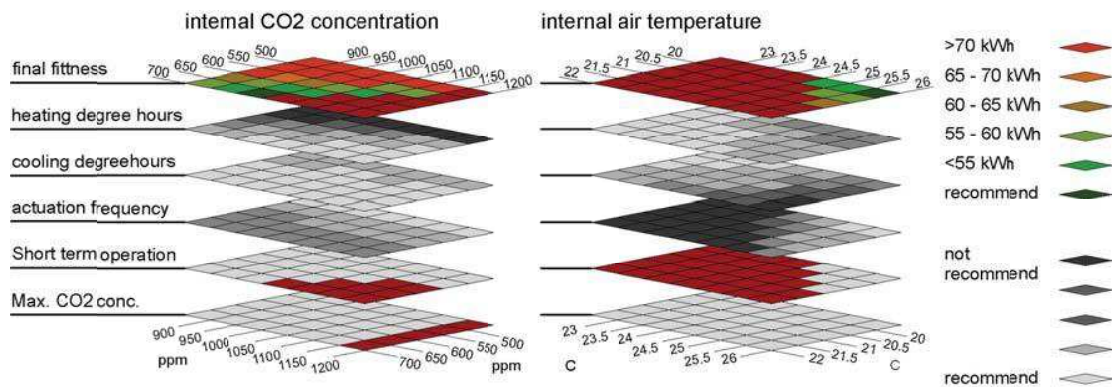 internal CO2 concentration
internal air temperature
700 650 600 550 500
900 950 1000 1050 1100 1150 1200
22 21.5 21 20.5 20
23 23.5 24 24.5 25 25.5 26
final fittness
heating degree hours
cooling degreehours
actuation frequency
Short term operation
Max. CO2 conc.
900 950 1000 1050 1100 1150 1200
ppm
700 650 600 550 500
ppm
23 23.5 24 24.5 25 25.5 26
C
22 21.5 21 20.5 20
C
>70 kWh
65 - 70 kWh
60 - 65 kWh
55 - 60 kWh
<55 kWh
recommend
not
recommend
recommend